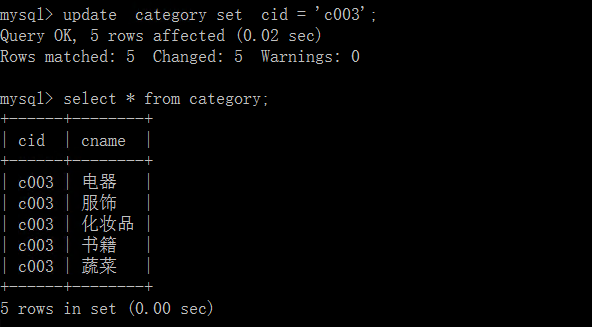 mysql> update  category set  cid = 'c003';
Query OK, 5 rows affected (0.02 sec)
Rows matched: 5  Changed: 5  Warnings: 0
mysql> select * from category;
+------+--------+
| cid  | cname  |
+------+--------+
| c003 | 电器   |
| c003 | 服饰   |
| c003 | 化妆品 |
| c003 | 书籍   |
| c003 | 蔬菜   |
+------+--------+
5 rows in set (0.00 sec)